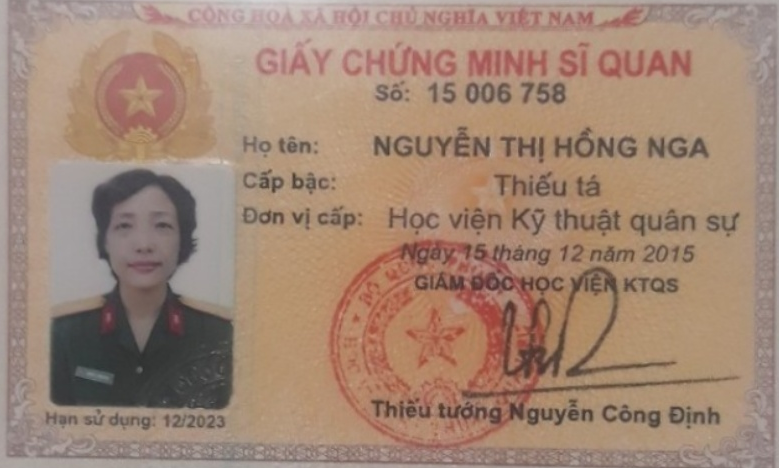 CỘNG HOÀ XÃ HỘI CHỦ NGHĨA VIỆT NAM
GIẤY CHỨNG MINH SĨ QUAN
Số: 15 006 758
Họ tên: NGUYỄN THỊ HỒNG NGA
Cấp bậc: Thiếu tá
Đơn vị cấp: Học viện Kỹ thuật quân sự
Ngày 15 tháng 12 năm 2015
GIÁM ĐỐC HỌC VIỆN KTQS
Thiếu tướng Nguyễn Công Định
Hạn sử dụng: 12/2023